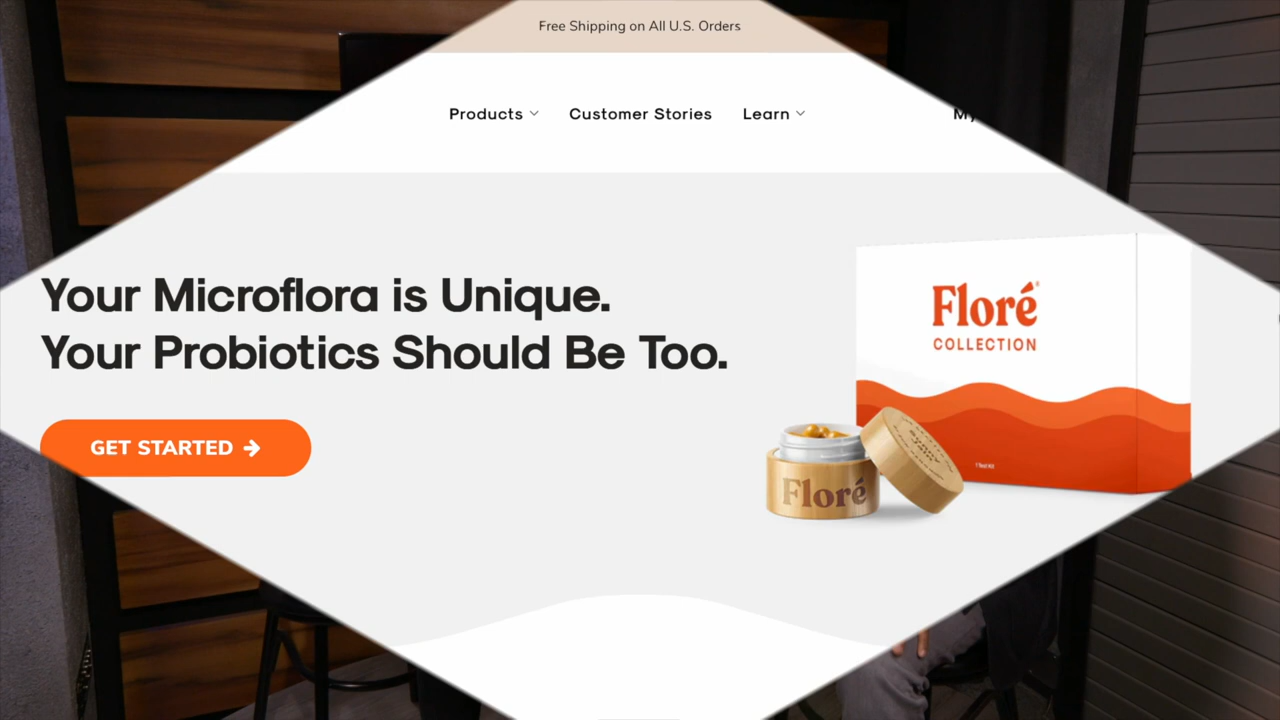 Free Shipping on All U.S. Orders
Products
Customer Stories
Learn
My
Your Microflora is Unique.
Your Probiotics Should Be Too.
GET STARTED
Floré
COLLECTION
Floré